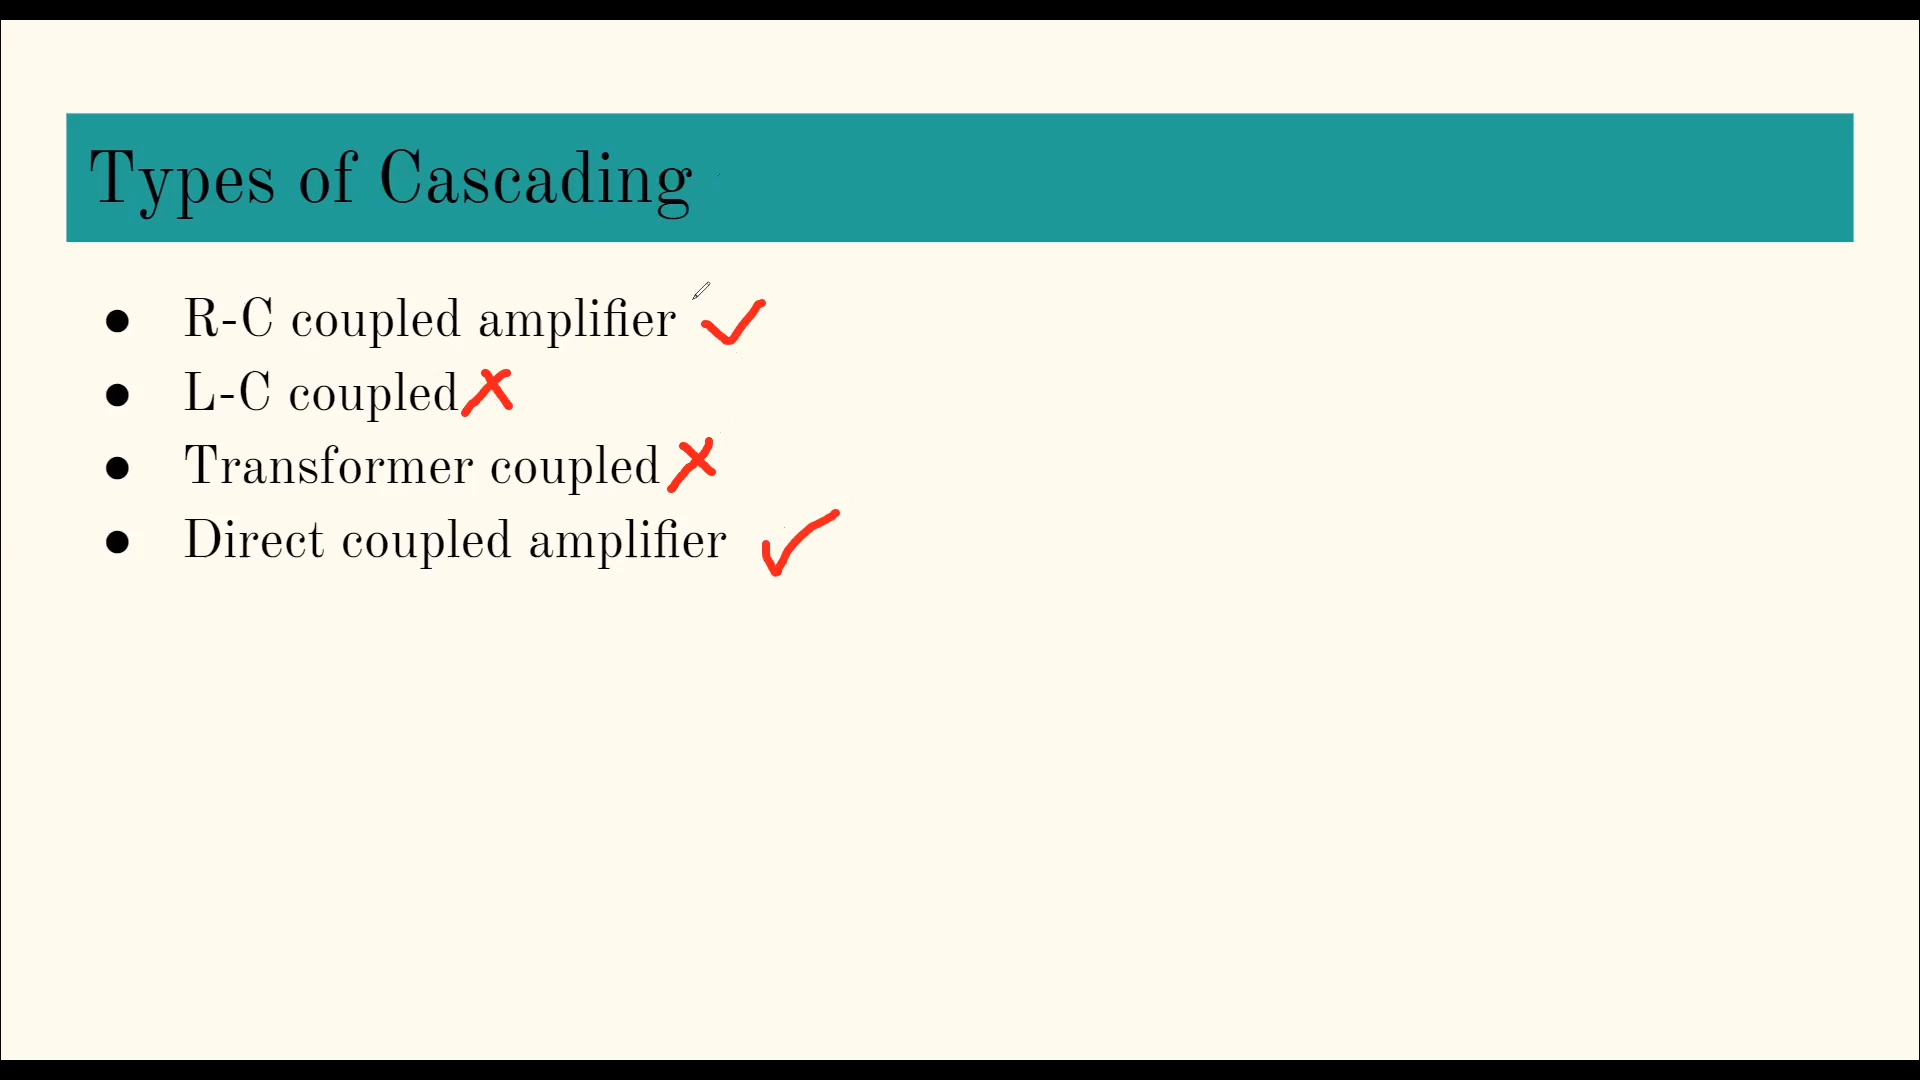 Types of Cascading
● R-C coupled amplifier
● L-C coupled
● Transformer coupled
● Direct coupled amplifier